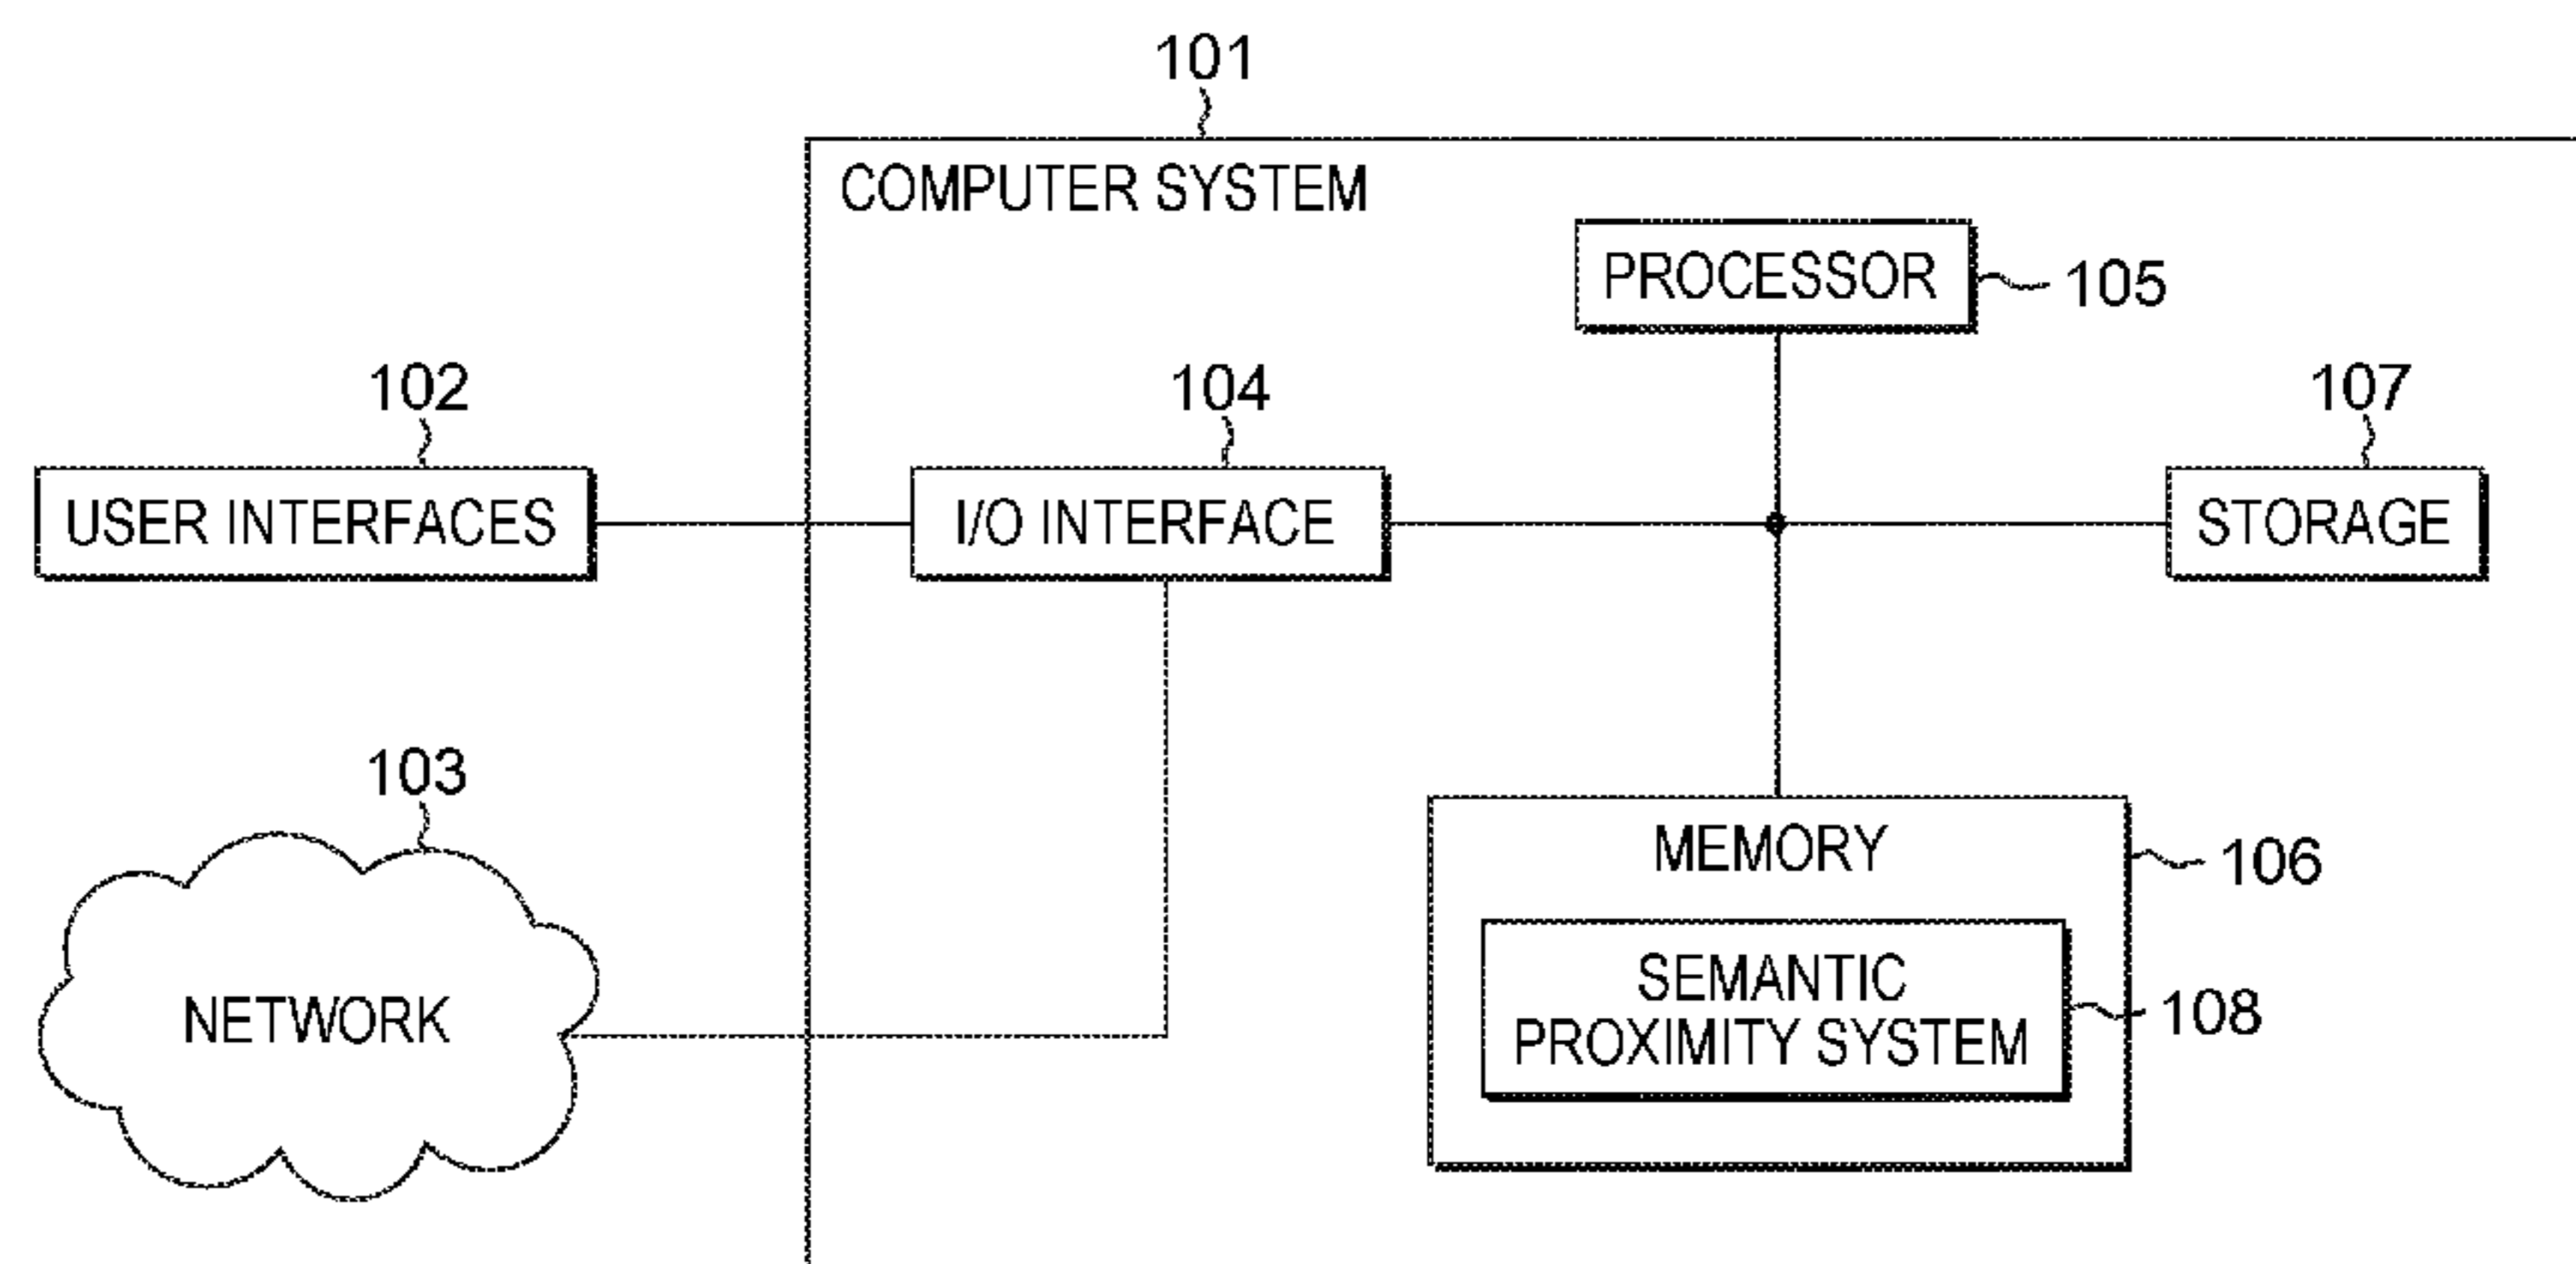 101
COMPUTER SYSTEM
PROCESSOR
105
102
104
107
USER INTERFACES
I/O INTERFACE
STORAGE
103
MEMORY
106
NETWORK
SEMANTIC
PROXIMITY SYSTEM
108